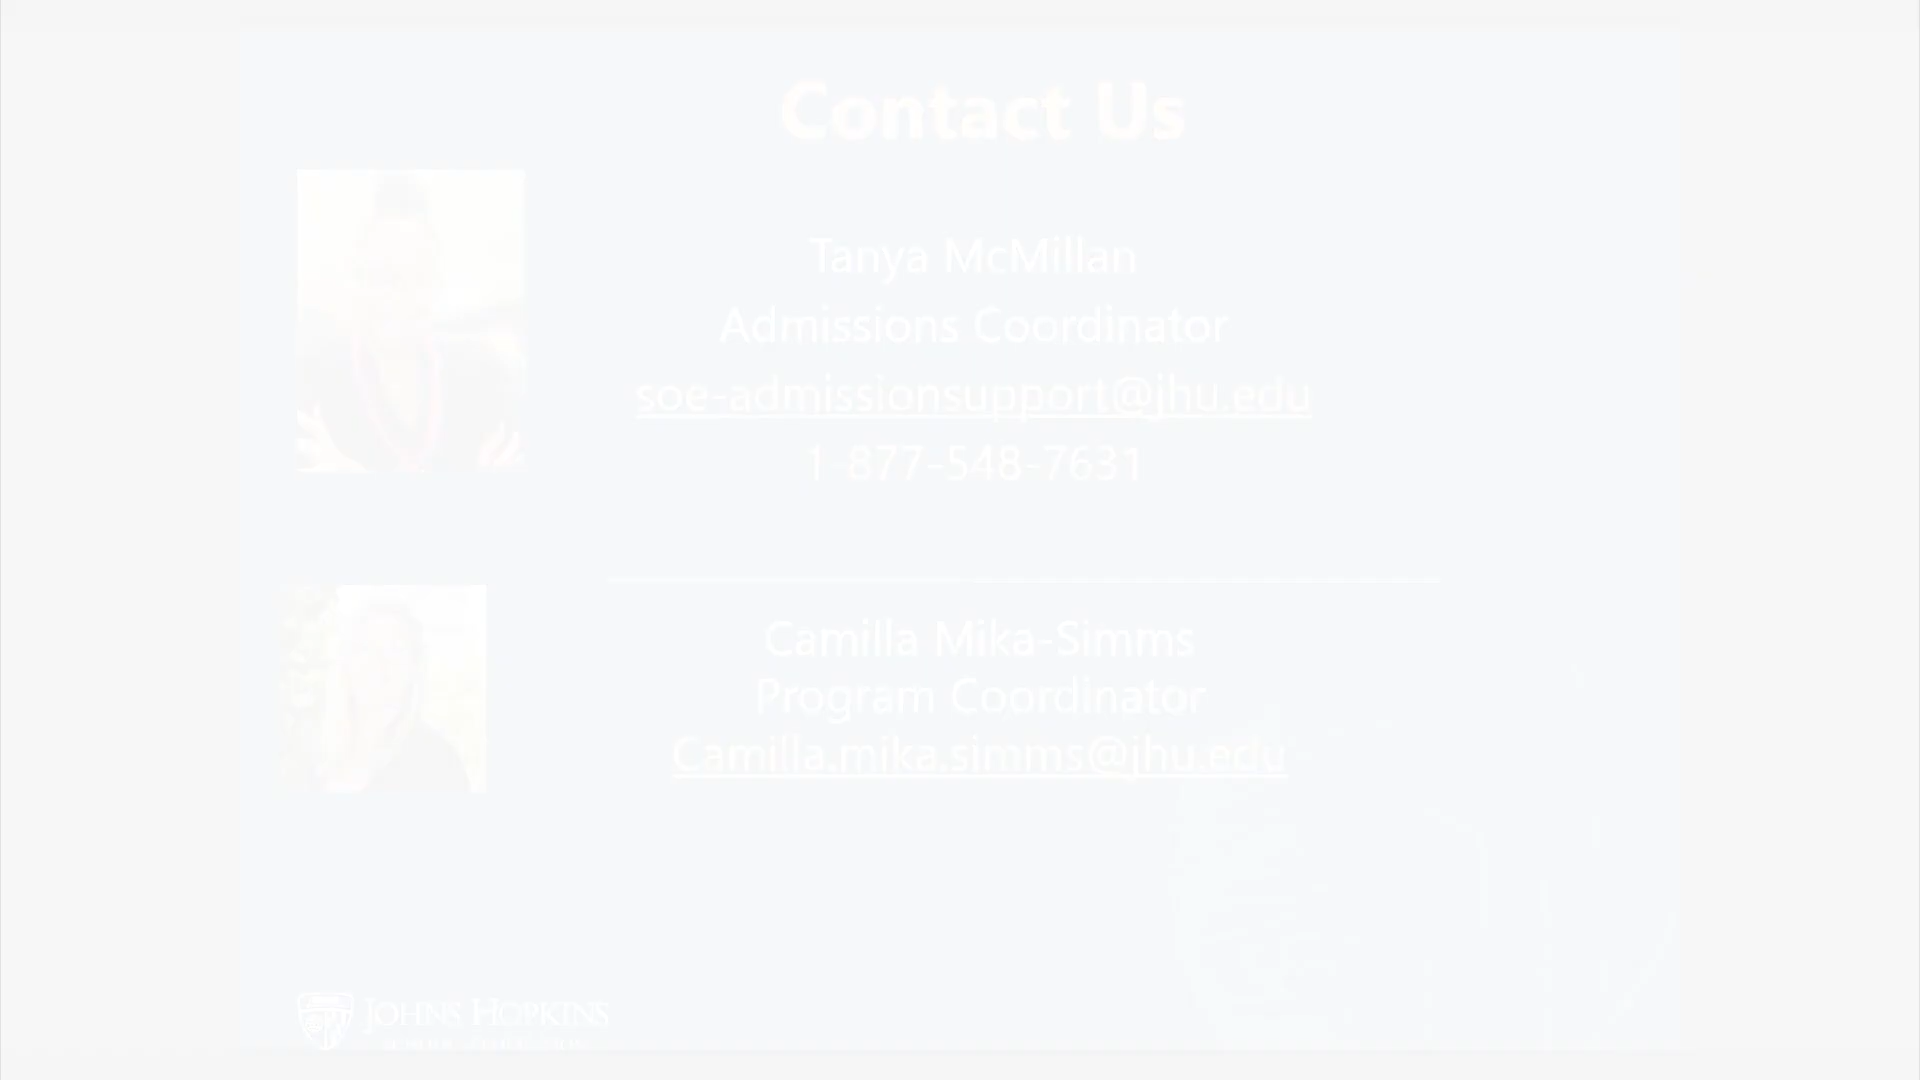 Contact Us
Tanya McMillan
Admissions Coordinator
soe-admissionsupport@jhu.edu
1-877-548-7631
Camilla Mika-Simms
Program Coordinator
Camilla.mika.simms@jhu.edu
JOHNS HOPKINS